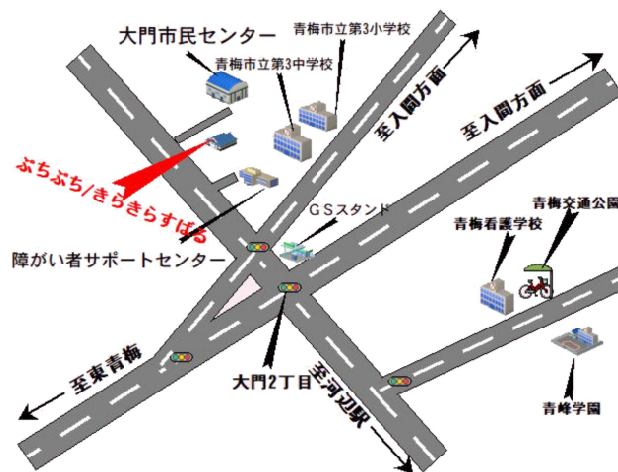 大門市民センター
青梅市立第3小学校
青梅市立第3中学校
至入間方面
至入間方面
ぷちぷち/きらきらすばる
GSスタンド
障がい者サポートセンター
青梅交通公園
青梅看護学校
至東青梅
大門2丁目
至河辺駅
青峰学園